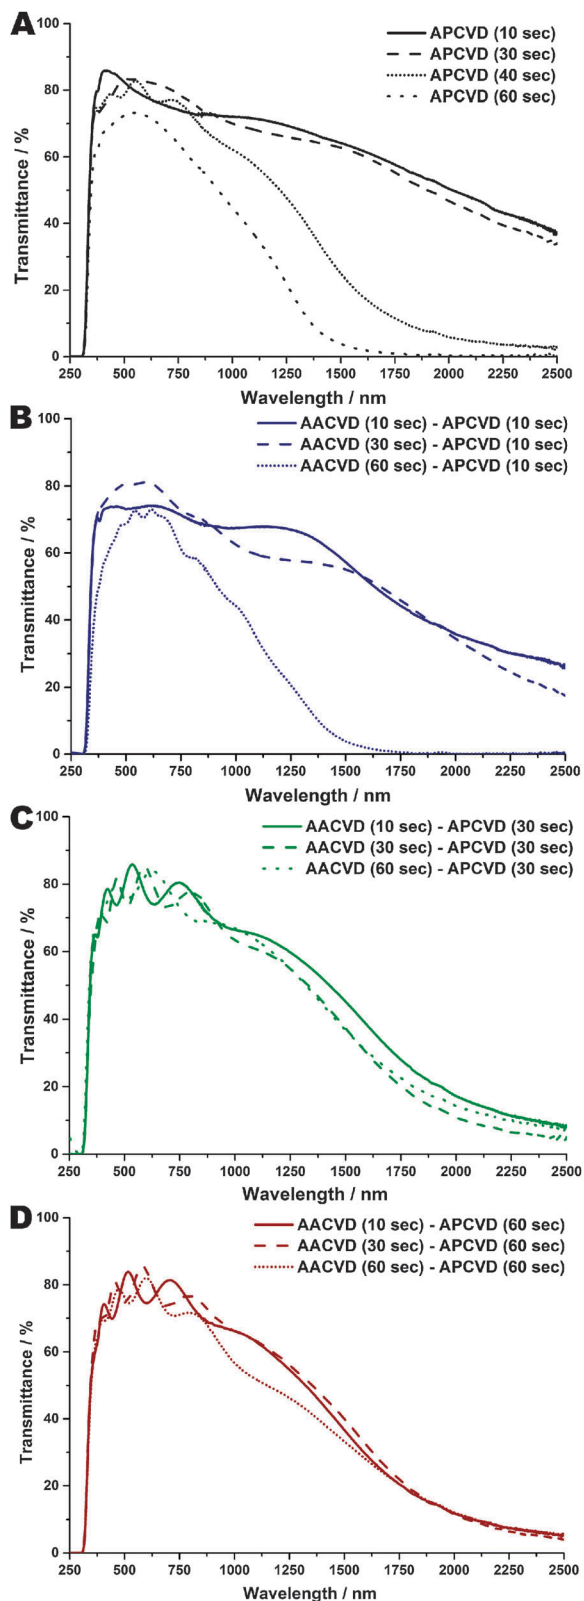 A
APCVD (10 sec)
APCVD (30 sec)
APCVD (40 sec)
APCVD (60 sec)
Transmittance / %
100
80
60
40
20
0
250 500 750 1000 1250 1500 1750 2000 2250 2500
Wavelength / nm
B
AACVD (10 sec) - APCVD (10 sec)
AACVD (30 sec) - APCVD (10 sec)
AACVD (60 sec) - APCVD (10 sec)
Transmittance / %
100
80
60
40
20
0
250 500 750 1000 1250 1500 1750 2000 2250 2500
Wavelength / nm
C
AACVD (10 sec) - APCVD (30 sec)
AACVD (30 sec) - APCVD (30 sec)
AACVD (60 sec) - APCVD (30 sec)
Transmittance / %
100
80
60
40
20
0
250 500 750 1000 1250 1500 1750 2000 2250 2500
Wavelength / nm
D
AACVD (10 sec) - APCVD (60 sec)
AACVD (30 sec) - APCVD (60 sec)
AACVD (60 sec) - APCVD (60 sec)
Transmittance / %
100
80
60
40
20
0
250 500 750 1000 1250 1500 1750 2000 2250 2500
Wavelength / nm